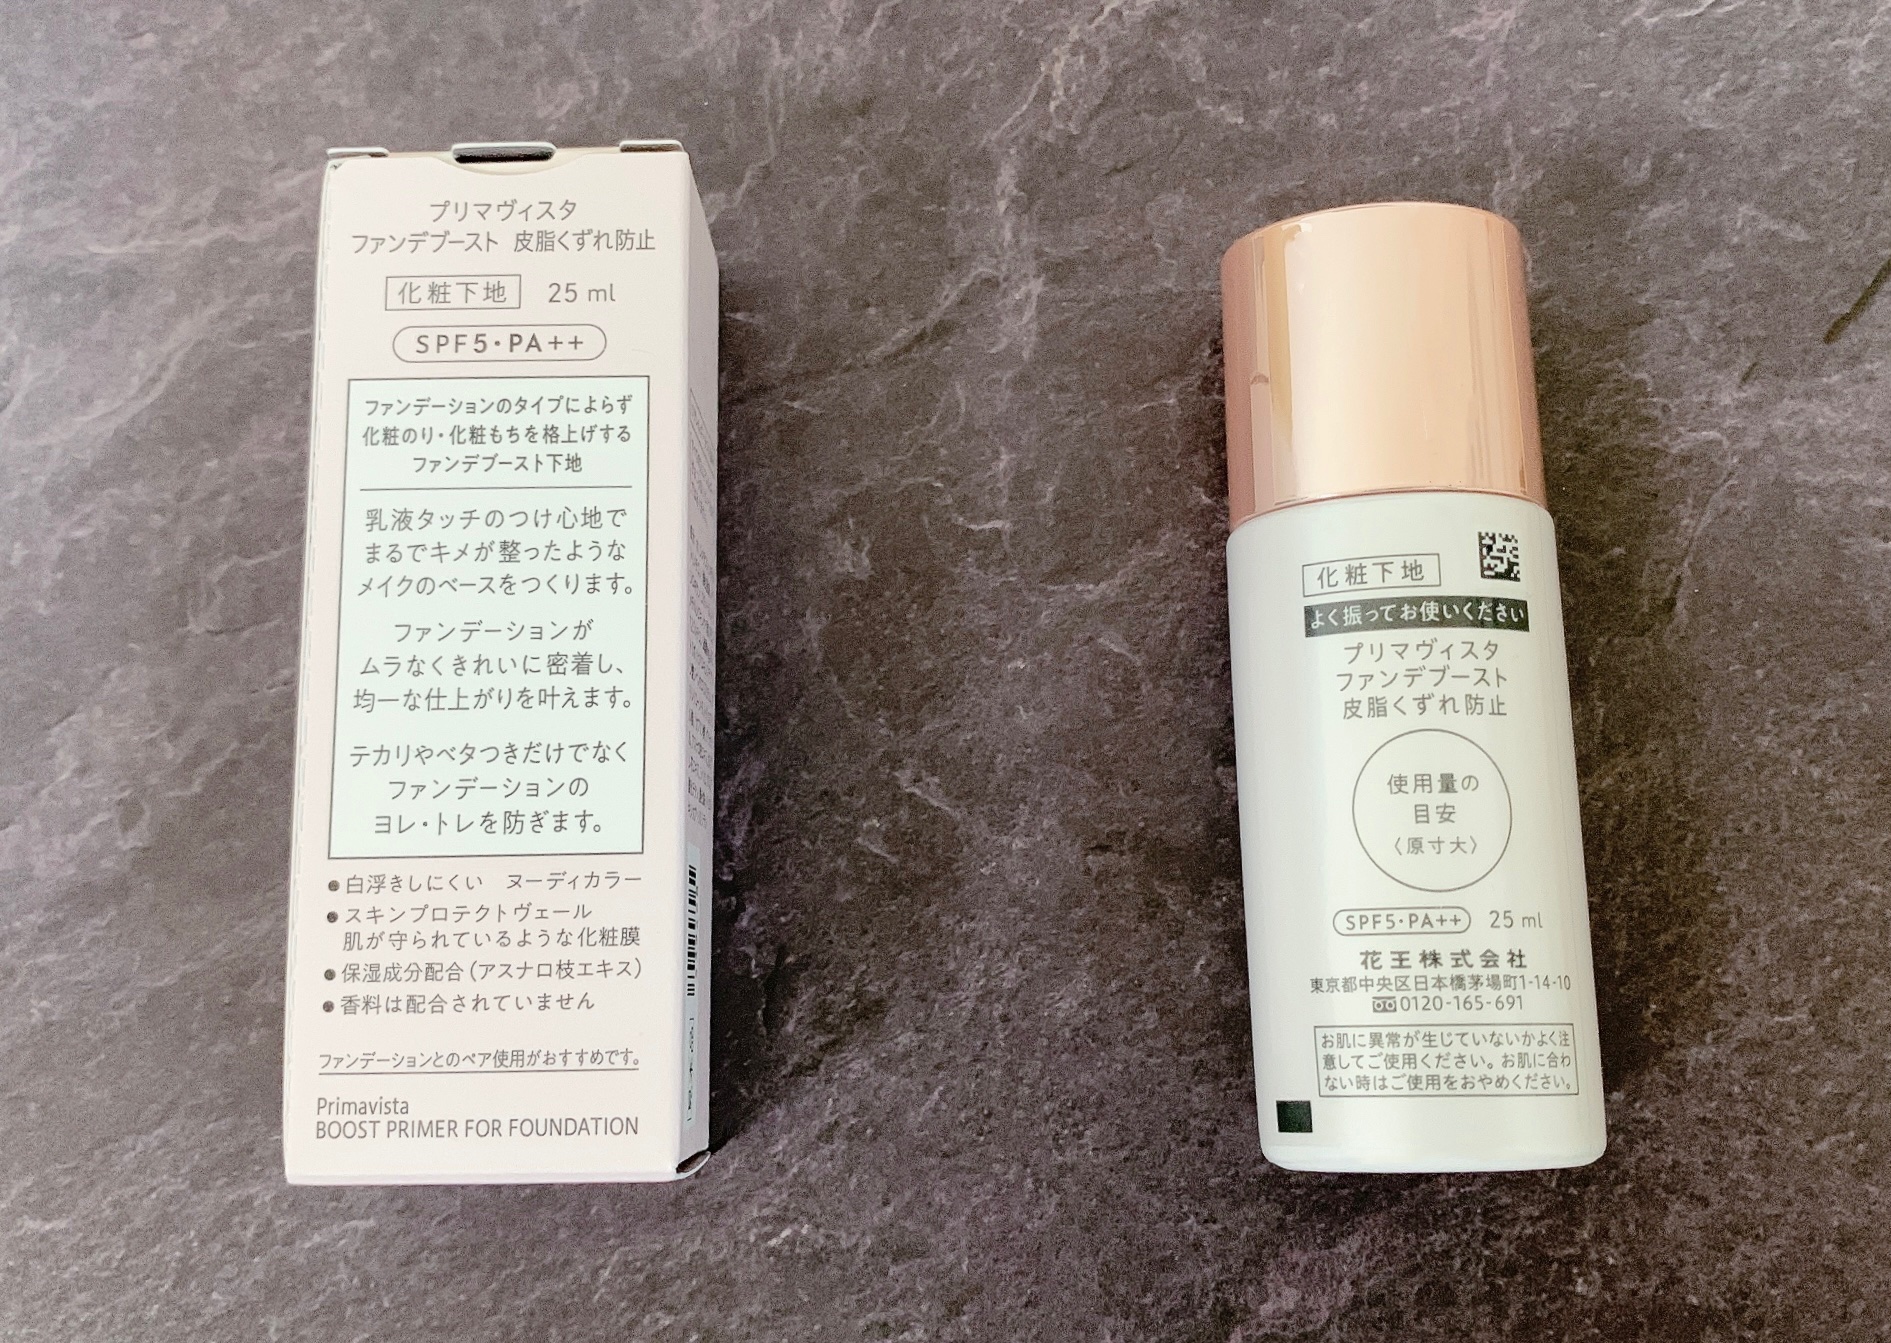 プリマヴィスタ
ファンデブースト 皮脂くずれ防止
化粧下地 25 ml
SPF5・PA++
ファンデーションのタイプによらず
化粧のり・化粧もちを格上げする
ファンデブースト下地
乳液タッチのつけ心地で
まるでキメが整ったような
メイクのベースをつくります。
ファンデーションが
ムラなくきれいに密着し、
均一な仕上がりを叶えます。
テカリやベタつきだけでなく
ファンデーションの
ヨレ・トレを防ぎます。
●白浮きしにくい ヌーディカラー
●スキンプロテクトヴェール
肌が守られているような化粧膜
●保湿成分配合(アスナロ枝エキス)
●香料は配合されていません
ファンデーションとのペア使用がおすすめです。
Primavista
BOOST PRIMER FOR FOUNDATION
化粧下地
よく振ってお使いください
プリマヴィスタ
ファンデブースト
皮脂くずれ防止
使用量の
目安
〈原寸大〉
SPF5・PA++ 25 ml
花王株式会社
東京都中央区日本橋茅場町1-14-10
0120-165-691
お肌に異常が生じていないかよく注
意してご使用ください。お肌に合わ
ない時はご使用をおやめください。